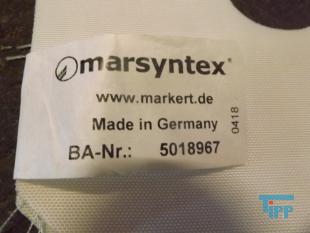 marsyntex®
www.markert.de
Made in Germany
BA-Nr.: 5018967
0418
TIPP